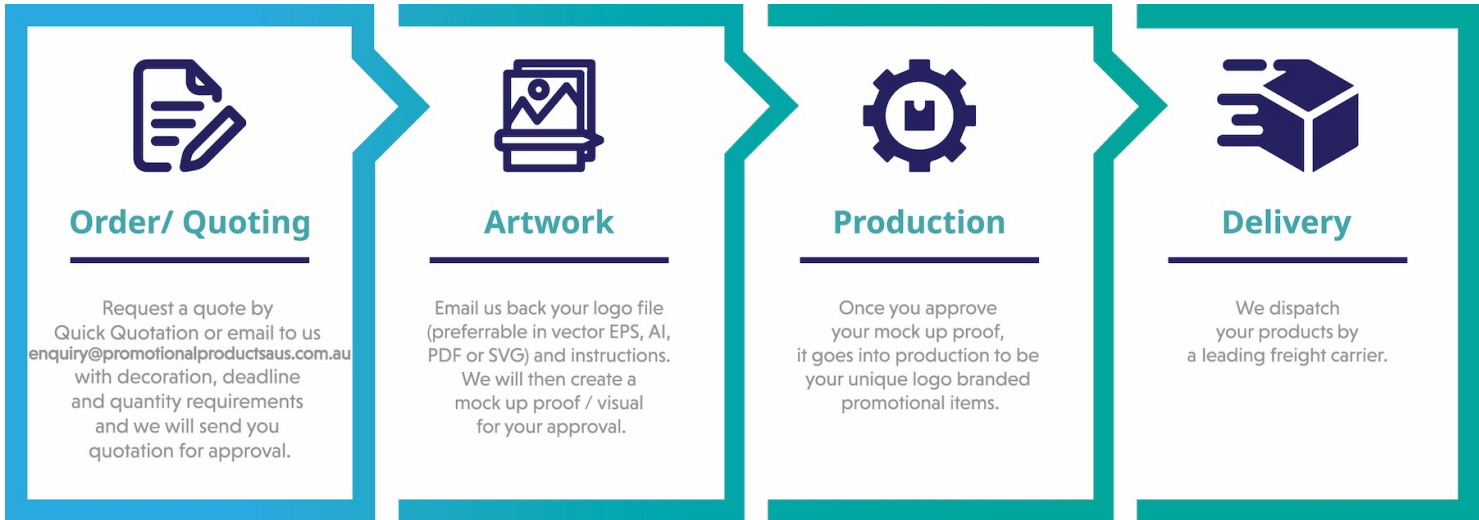 Order/ Quoting
Request a quote by
Quick Quotation or email to us
enquiry@promotionalproductsaus.com.au
with decoration, deadline
and quantity requirements
and we will send you
quotation for approval.
Artwork
Email us back your logo file
(preferrable in vector EPS, AI,
PDF or SVG) and instructions.
We will then create a
mock up proof / visual
for your approval.
Production
Once you approve
your mock up proof,
it goes into production to be
your unique logo branded
promotional items.
Delivery
We dispatch
your products by
a leading freight carrier.